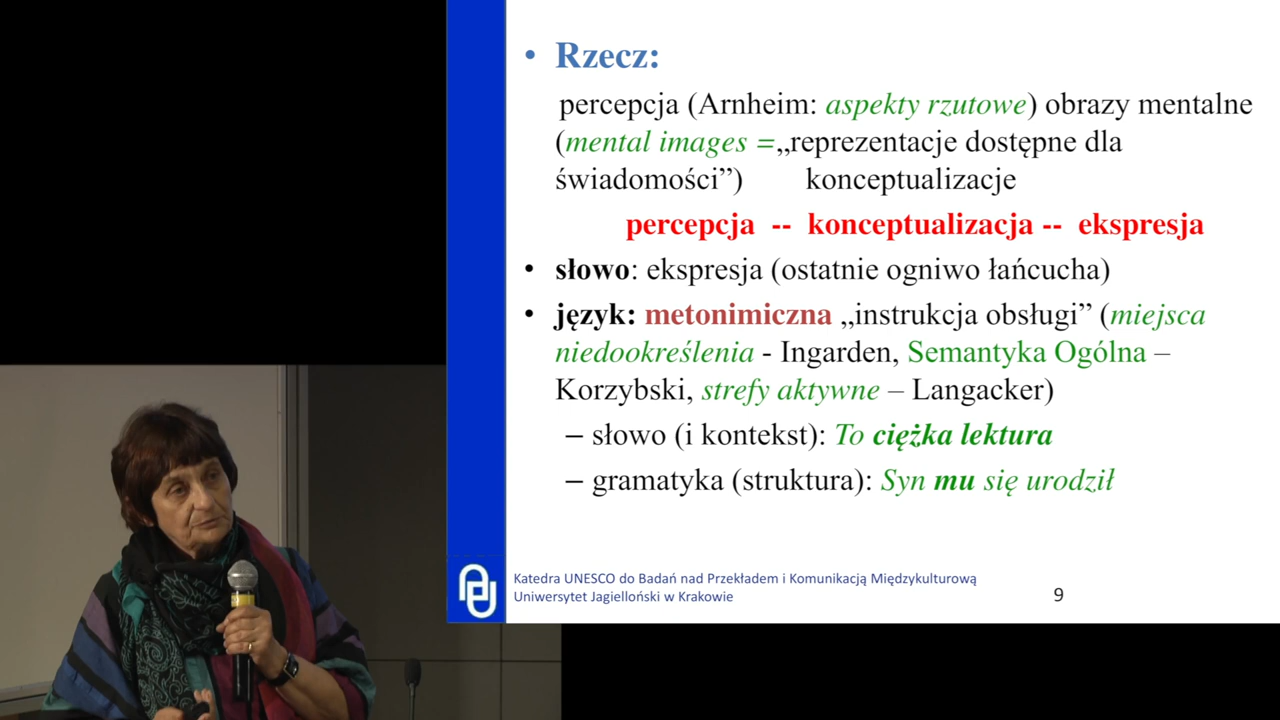 • Rzecz:
percepcja (Arnheim: aspekty rzutowe) obrazy mentalne
(mental images =„reprezentacje dostępne dla
świadomości”) konceptualizacje
percepcja -- konceptualizacja -- ekspresja
• słowo: ekspresja (ostatnie ogniwo łańcucha)
• język: metonimiczna „instrukcja obsługi” (miejsca
niedookreślenia - Ingarden, Semantyka Ogólna –
Korzybski, strefy aktywne – Langacker)
– słowo (i kontekst): To ciężka lektura
– gramatyka (struktura): Syn mu się urodził
Katedra UNESCO do Badań nad Przekładem i Komunikacją Międzykulturową
Uniwersytet Jagielloński w Krakowie
9